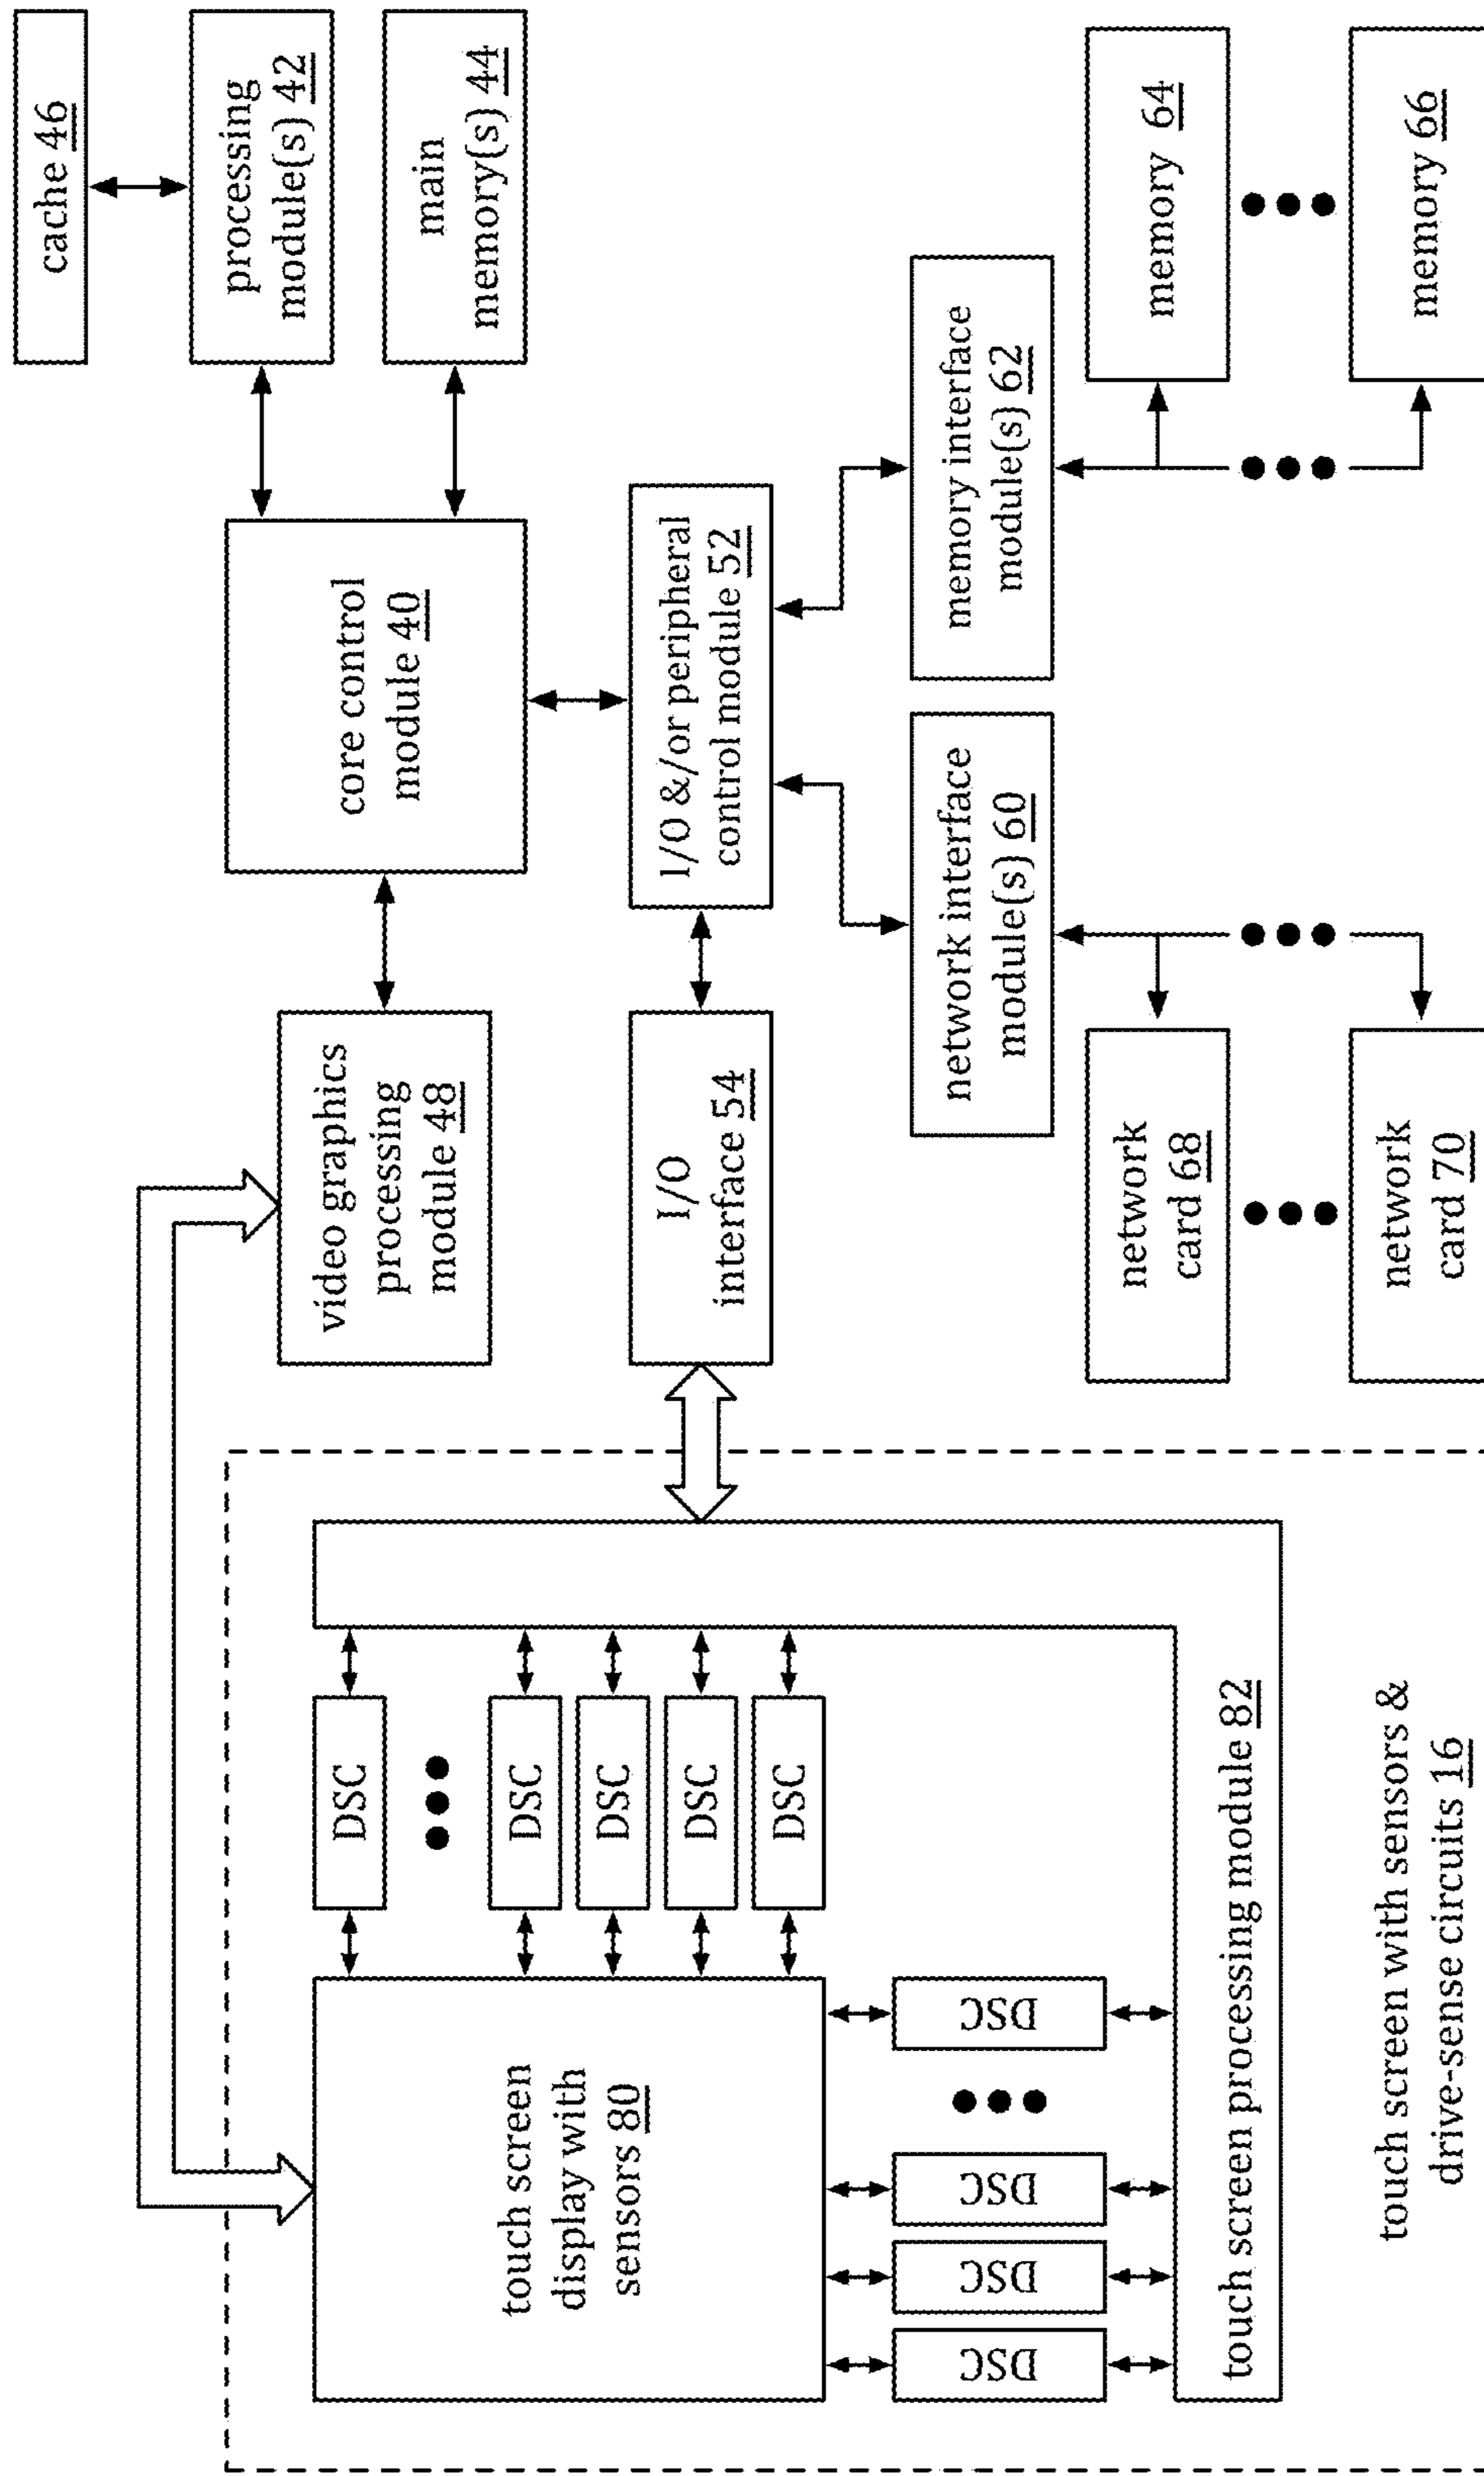 cache 46
processing
module(s) 42
main
memory(s) 44
core control
module 40
video graphics
processing
module 48
I/O &/or peripheral
control module 52
I/O
interface 54
memory interface
module(s) 62
network interface
module(s) 60
memory 64
memory 66
network
card 68
network
card 70
touch screen
display with
sensors 80
DSC
DSC
DSC
DSC
DSC
DSC
DSC
DSC
DSC
touch screen processing module 82
touch screen with sensors &
drive-sense circuits 16